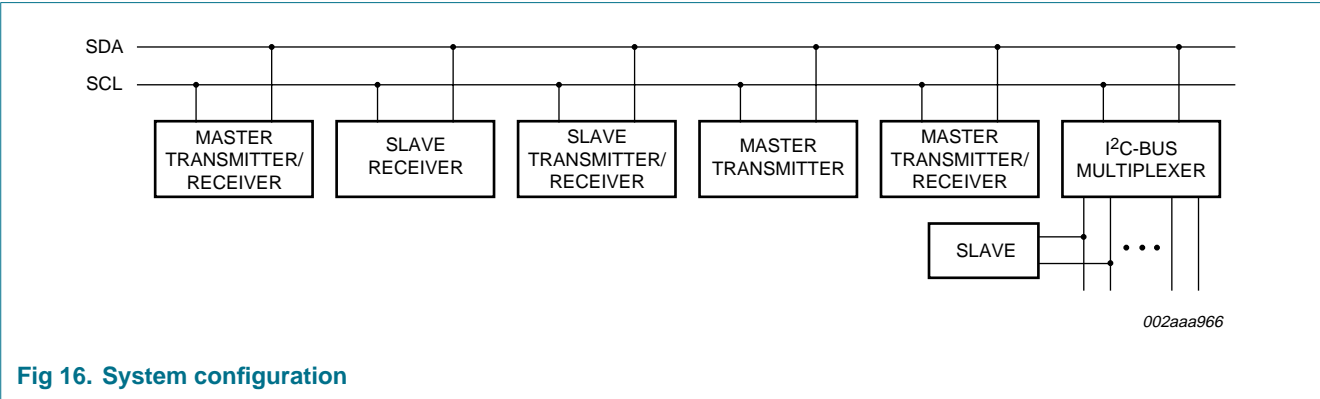 SDA
SCL
MASTER
TRANSMITTER/
RECEIVER
SLAVE
RECEIVER
SLAVE
TRANSMITTER/
RECEIVER
MASTER
TRANSMITTER
MASTER
TRANSMITTER/
RECEIVER
I²C-BUS
MULTIPLEXER
SLAVE
002aaa966
Fig 16. System configuration